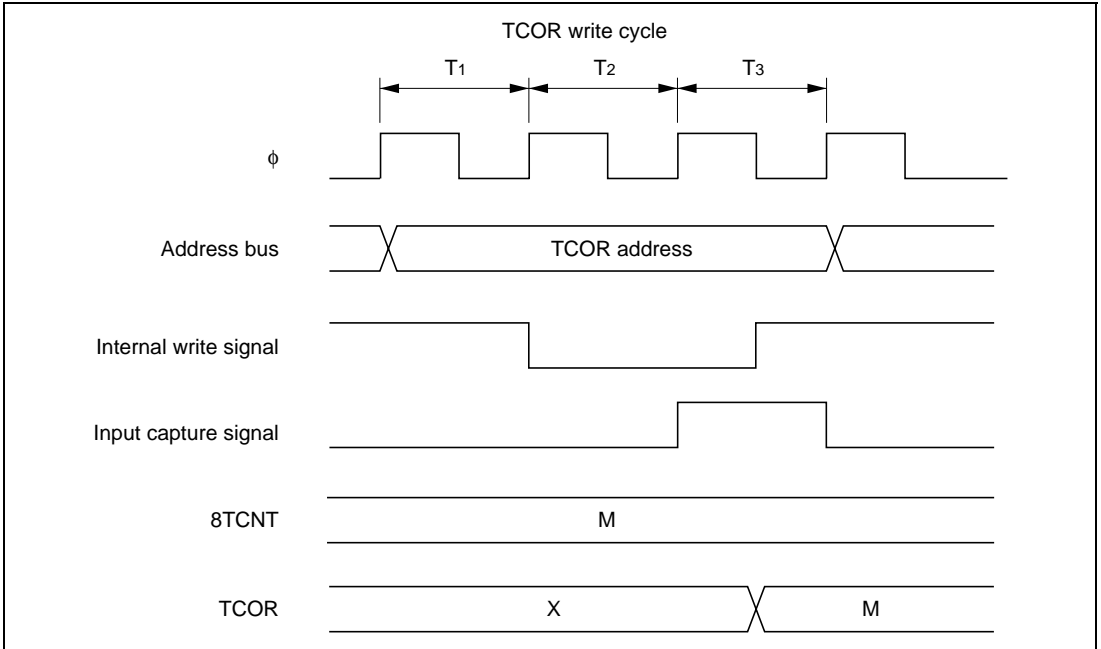 TCOR write cycle
T1 T2 T3
ϕ
Address bus TCOR address
Internal write signal
Input capture signal
8TCNT M
TCOR X M